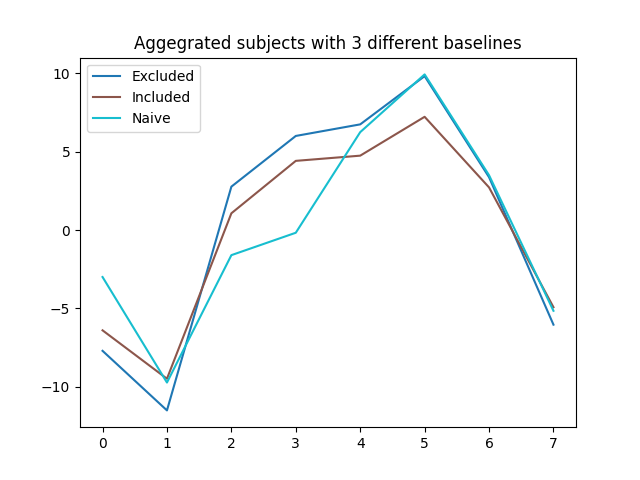 Aggegrated subjects with 3 different baselines
Excluded
Included
Naive
10
5
0
−5
−10
0 1 2 3 4 5 6 7